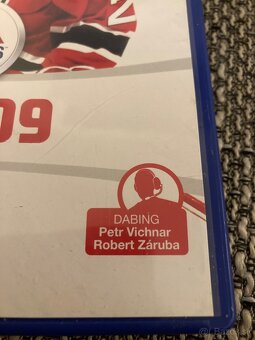 09
DABING
Petr Vichnar
Robert Záruba